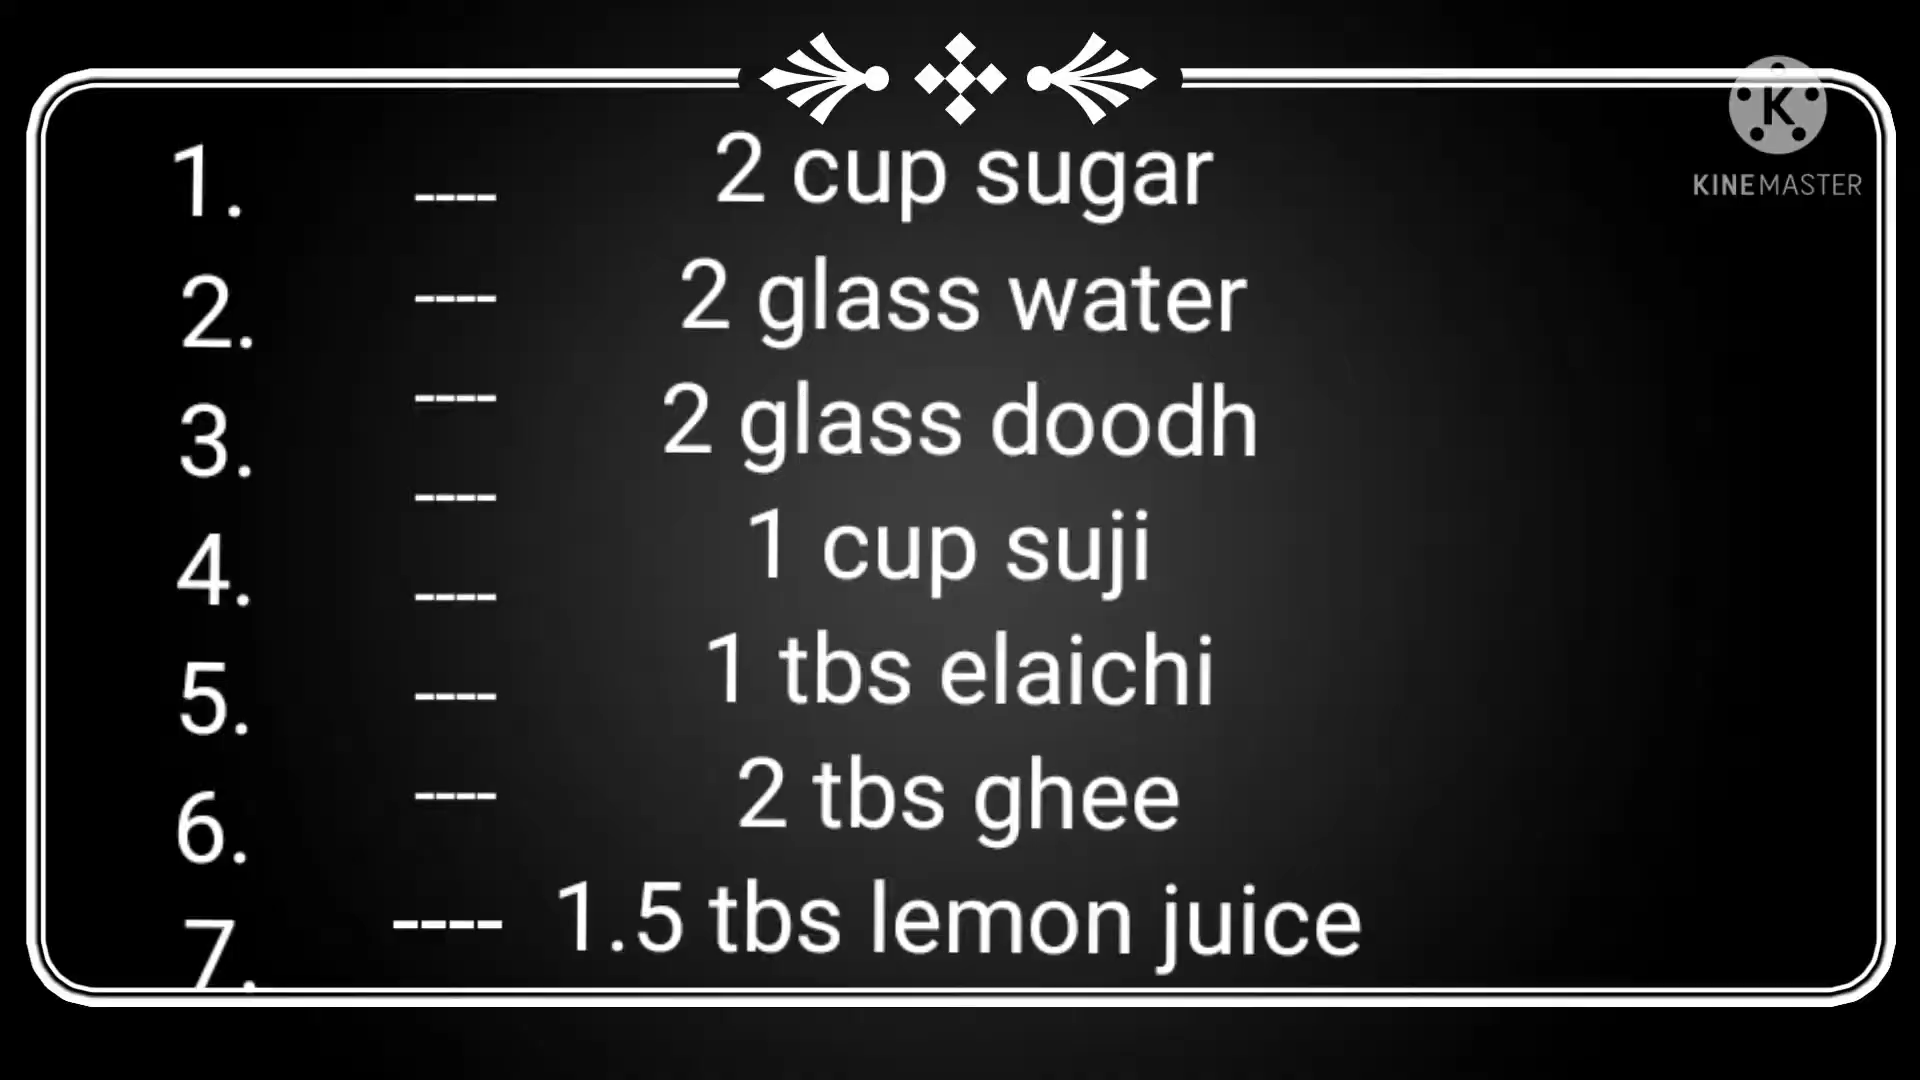 1. ---- 2 cup sugar
2. ---- 2 glass water
3. ---- 2 glass doodh
4. ---- 1 cup suji
5. ---- 1 tbs elaichi
6. ---- 2 tbs ghee
7. ---- 1.5 tbs lemon juice
KINEMASTER